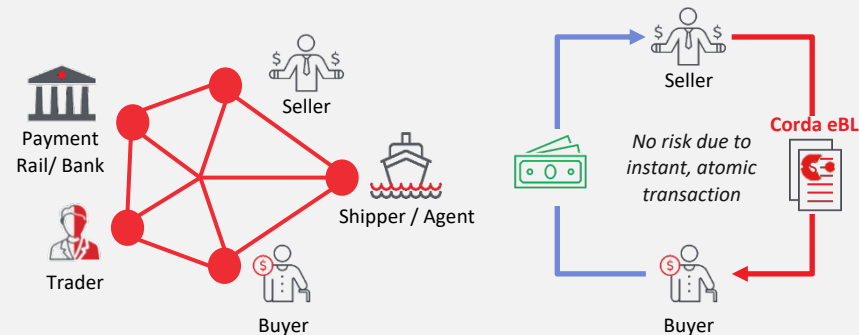 Seller
Payment
Rail/ Bank
Shipper / Agent
Trader
Buyer
Seller
Corda eBL
No risk due to
instant, atomic
transaction
Buyer